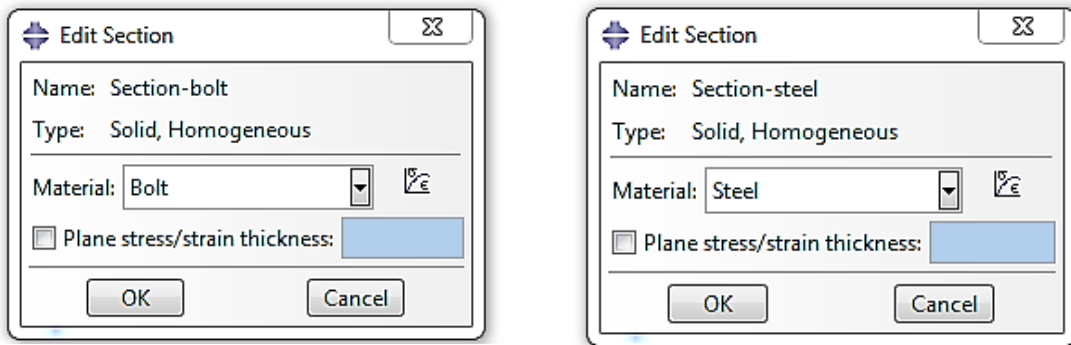 Edit Section
Name: Section-bolt
Type: Solid, Homogeneous
Material: Bolt
Plane stress/strain thickness:
OK Cancel
Edit Section
Name: Section-steel
Type: Solid, Homogeneous
Material: Steel
Plane stress/strain thickness:
OK Cancel